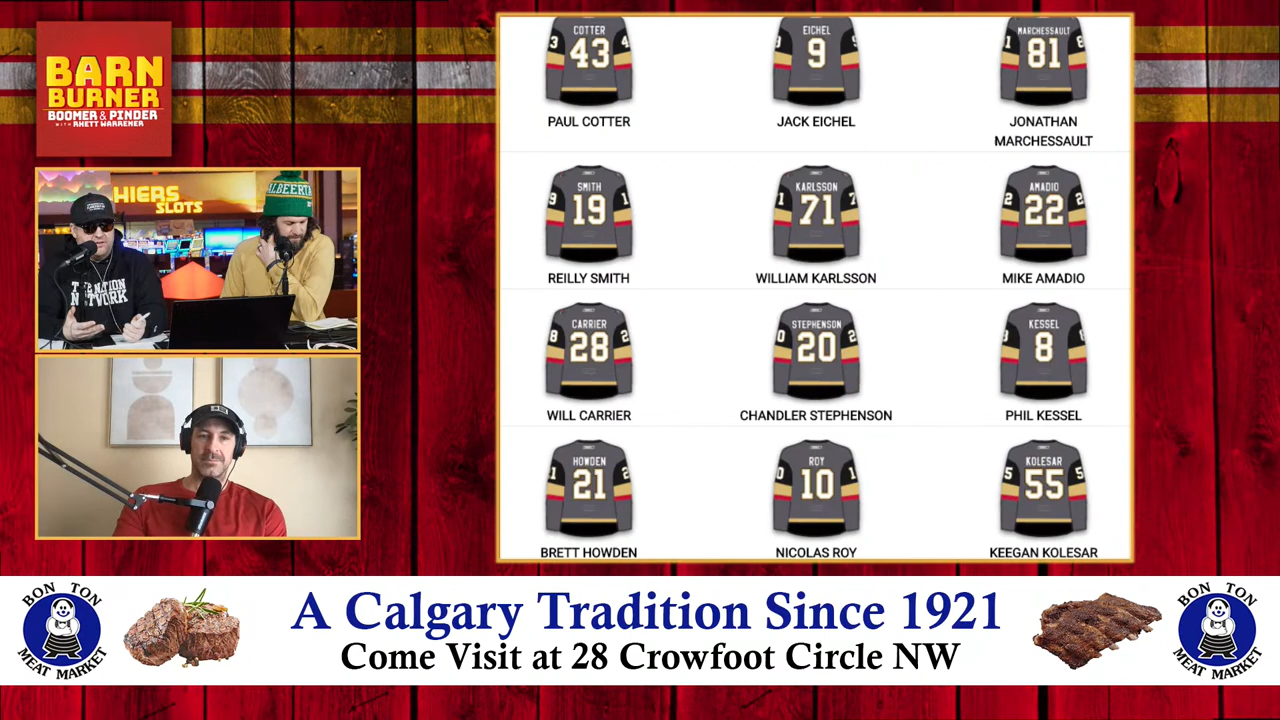 BARN
BURNER
BOOMER & PINDER
WITH RHETT WARRENER
HIERS
SLOTS
ALBERTA
NATION
NETWORK
COTTER
43
PAUL COTTER
EICHEL
9
JACK EICHEL
MARCHESSAULT
81
JONATHAN
MARCHESSAULT
SMITH
19
REILLY SMITH
KARLSSON
71
WILLIAM KARLSSON
AMADIO
22
MIKE AMADIO
CARRIER
28
WILL CARRIER
STEPHENSON
20
CHANDLER STEPHENSON
KESSEL
8
PHIL KESSEL
HOWDEN
21
BRETT HOWDEN
ROY
10
NICOLAS ROY
KOLESAR
55
KEEGAN KOLESAR
BON TON
MEAT MARKET
A Calgary Tradition Since 1921
Come Visit at 28 Crowfoot Circle NW
BON TON
MEAT MARKET